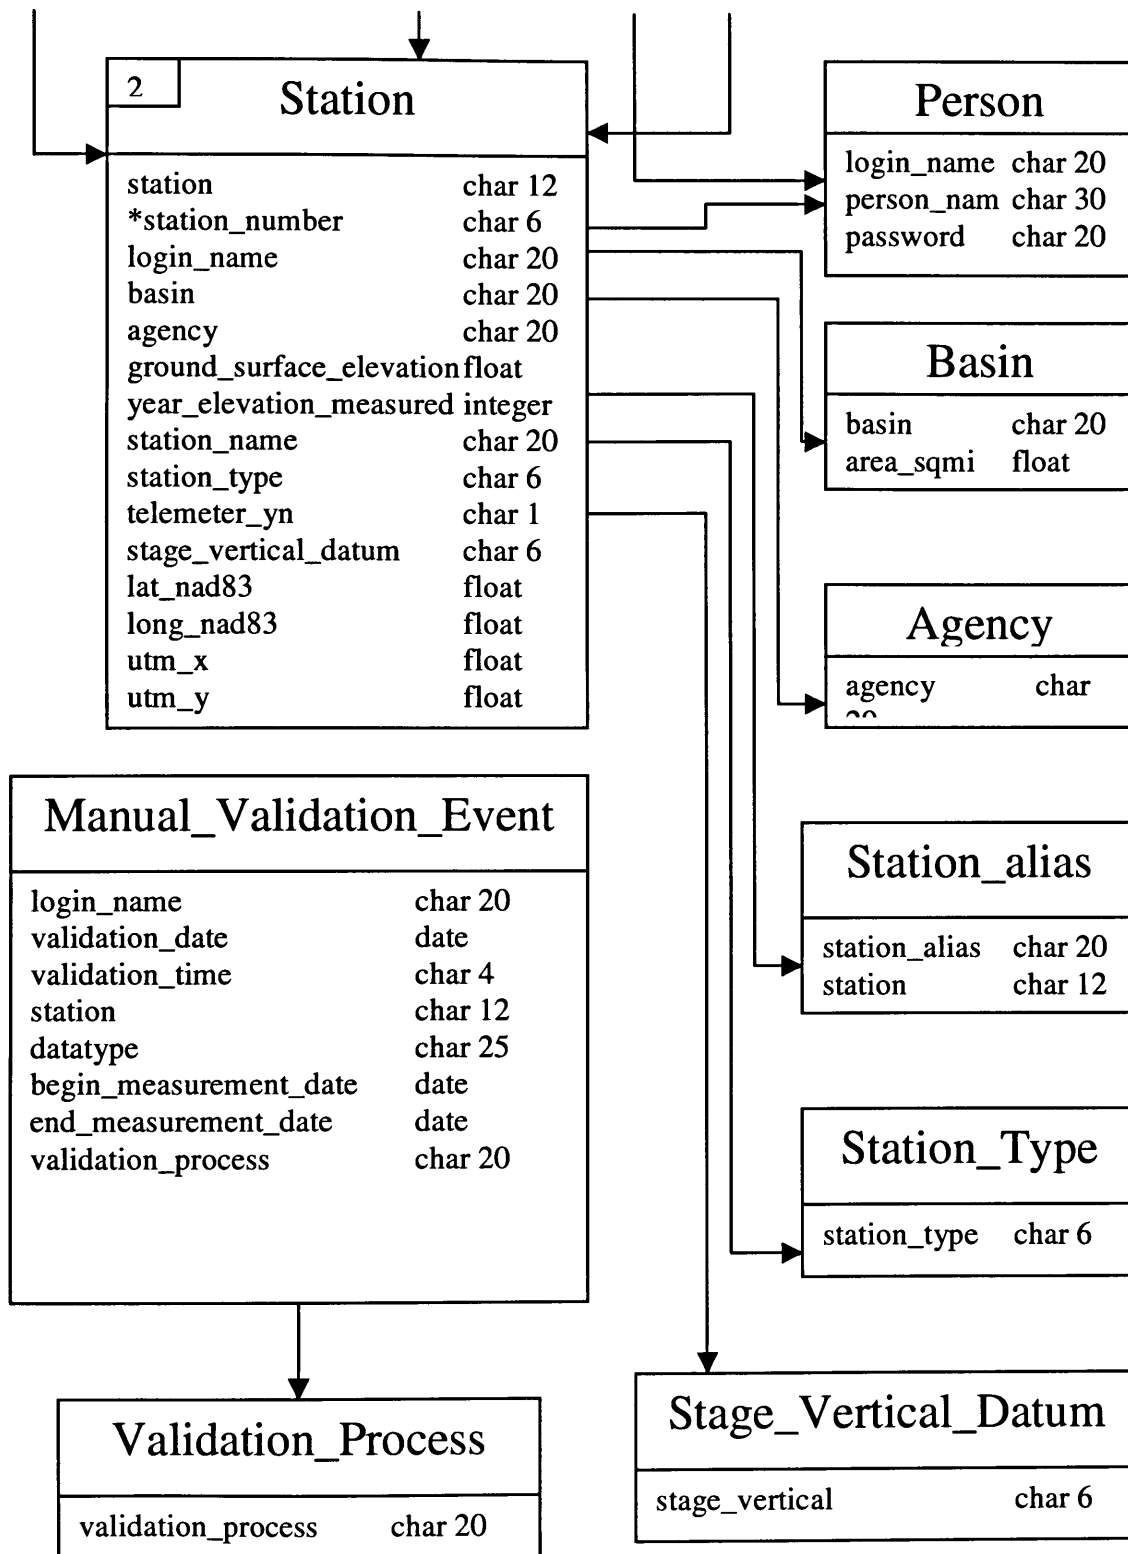 2
Station
station char 12
*station_number char 6
login_name char 20
basin char 20
agency char 20
ground_surface_elevation float
year_elevation_measured integer
station_name char 20
station_type char 6
telemeter_yn char 1
stage_vertical_datum char 6
lat_nad83 float
long_nad83 float
utm_x float
utm_y float
Person
login_name char 20
person_nam char 30
password char 20
Basin
basin char 20
area_sqmi float
Agency
agency char
Manual_Validation_Event
login_name char 20
validation_date date
validation_time char 4
station char 12
datatype char 25
begin_measurement_date date
end_measurement_date date
validation_process char 20
Station_alias
station_alias char 20
station char 12
Station_Type
station_type char 6
Validation_Process
validation_process char 20
Stage_Vertical_Datum
stage_vertical char 6